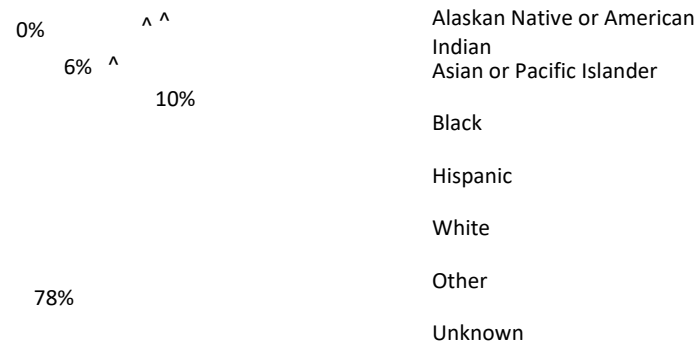 0%
^ ^
6% ^
10%
78%
Alaskan Native or American
Indian
Asian or Pacific Islander
Black
Hispanic
White
Other
Unknown